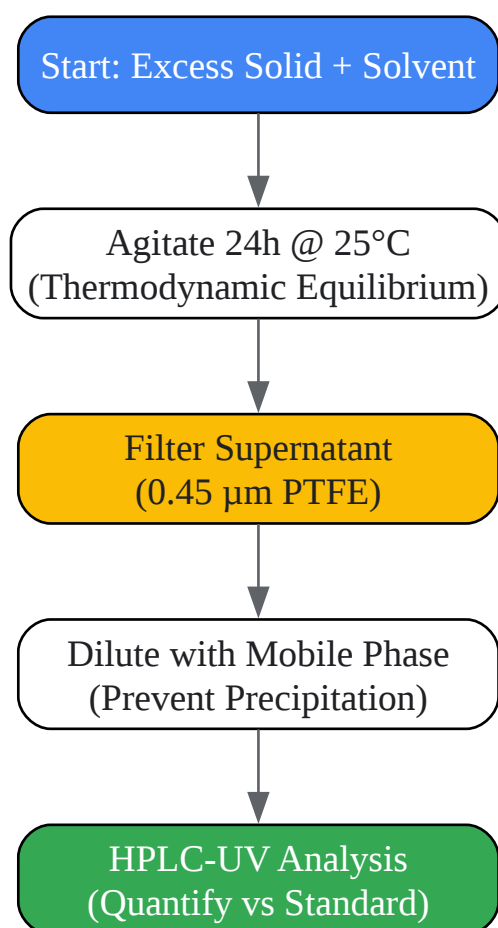 Start: Excess Solid + Solvent
Agitate 24h @ 25°C
(Thermodynamic Equilibrium)
Filter Supernatant
(0.45 µm PTFE)
Dilute with Mobile Phase
(Prevent Precipitation)
HPLC-UV Analysis
(Quantify vs Standard)